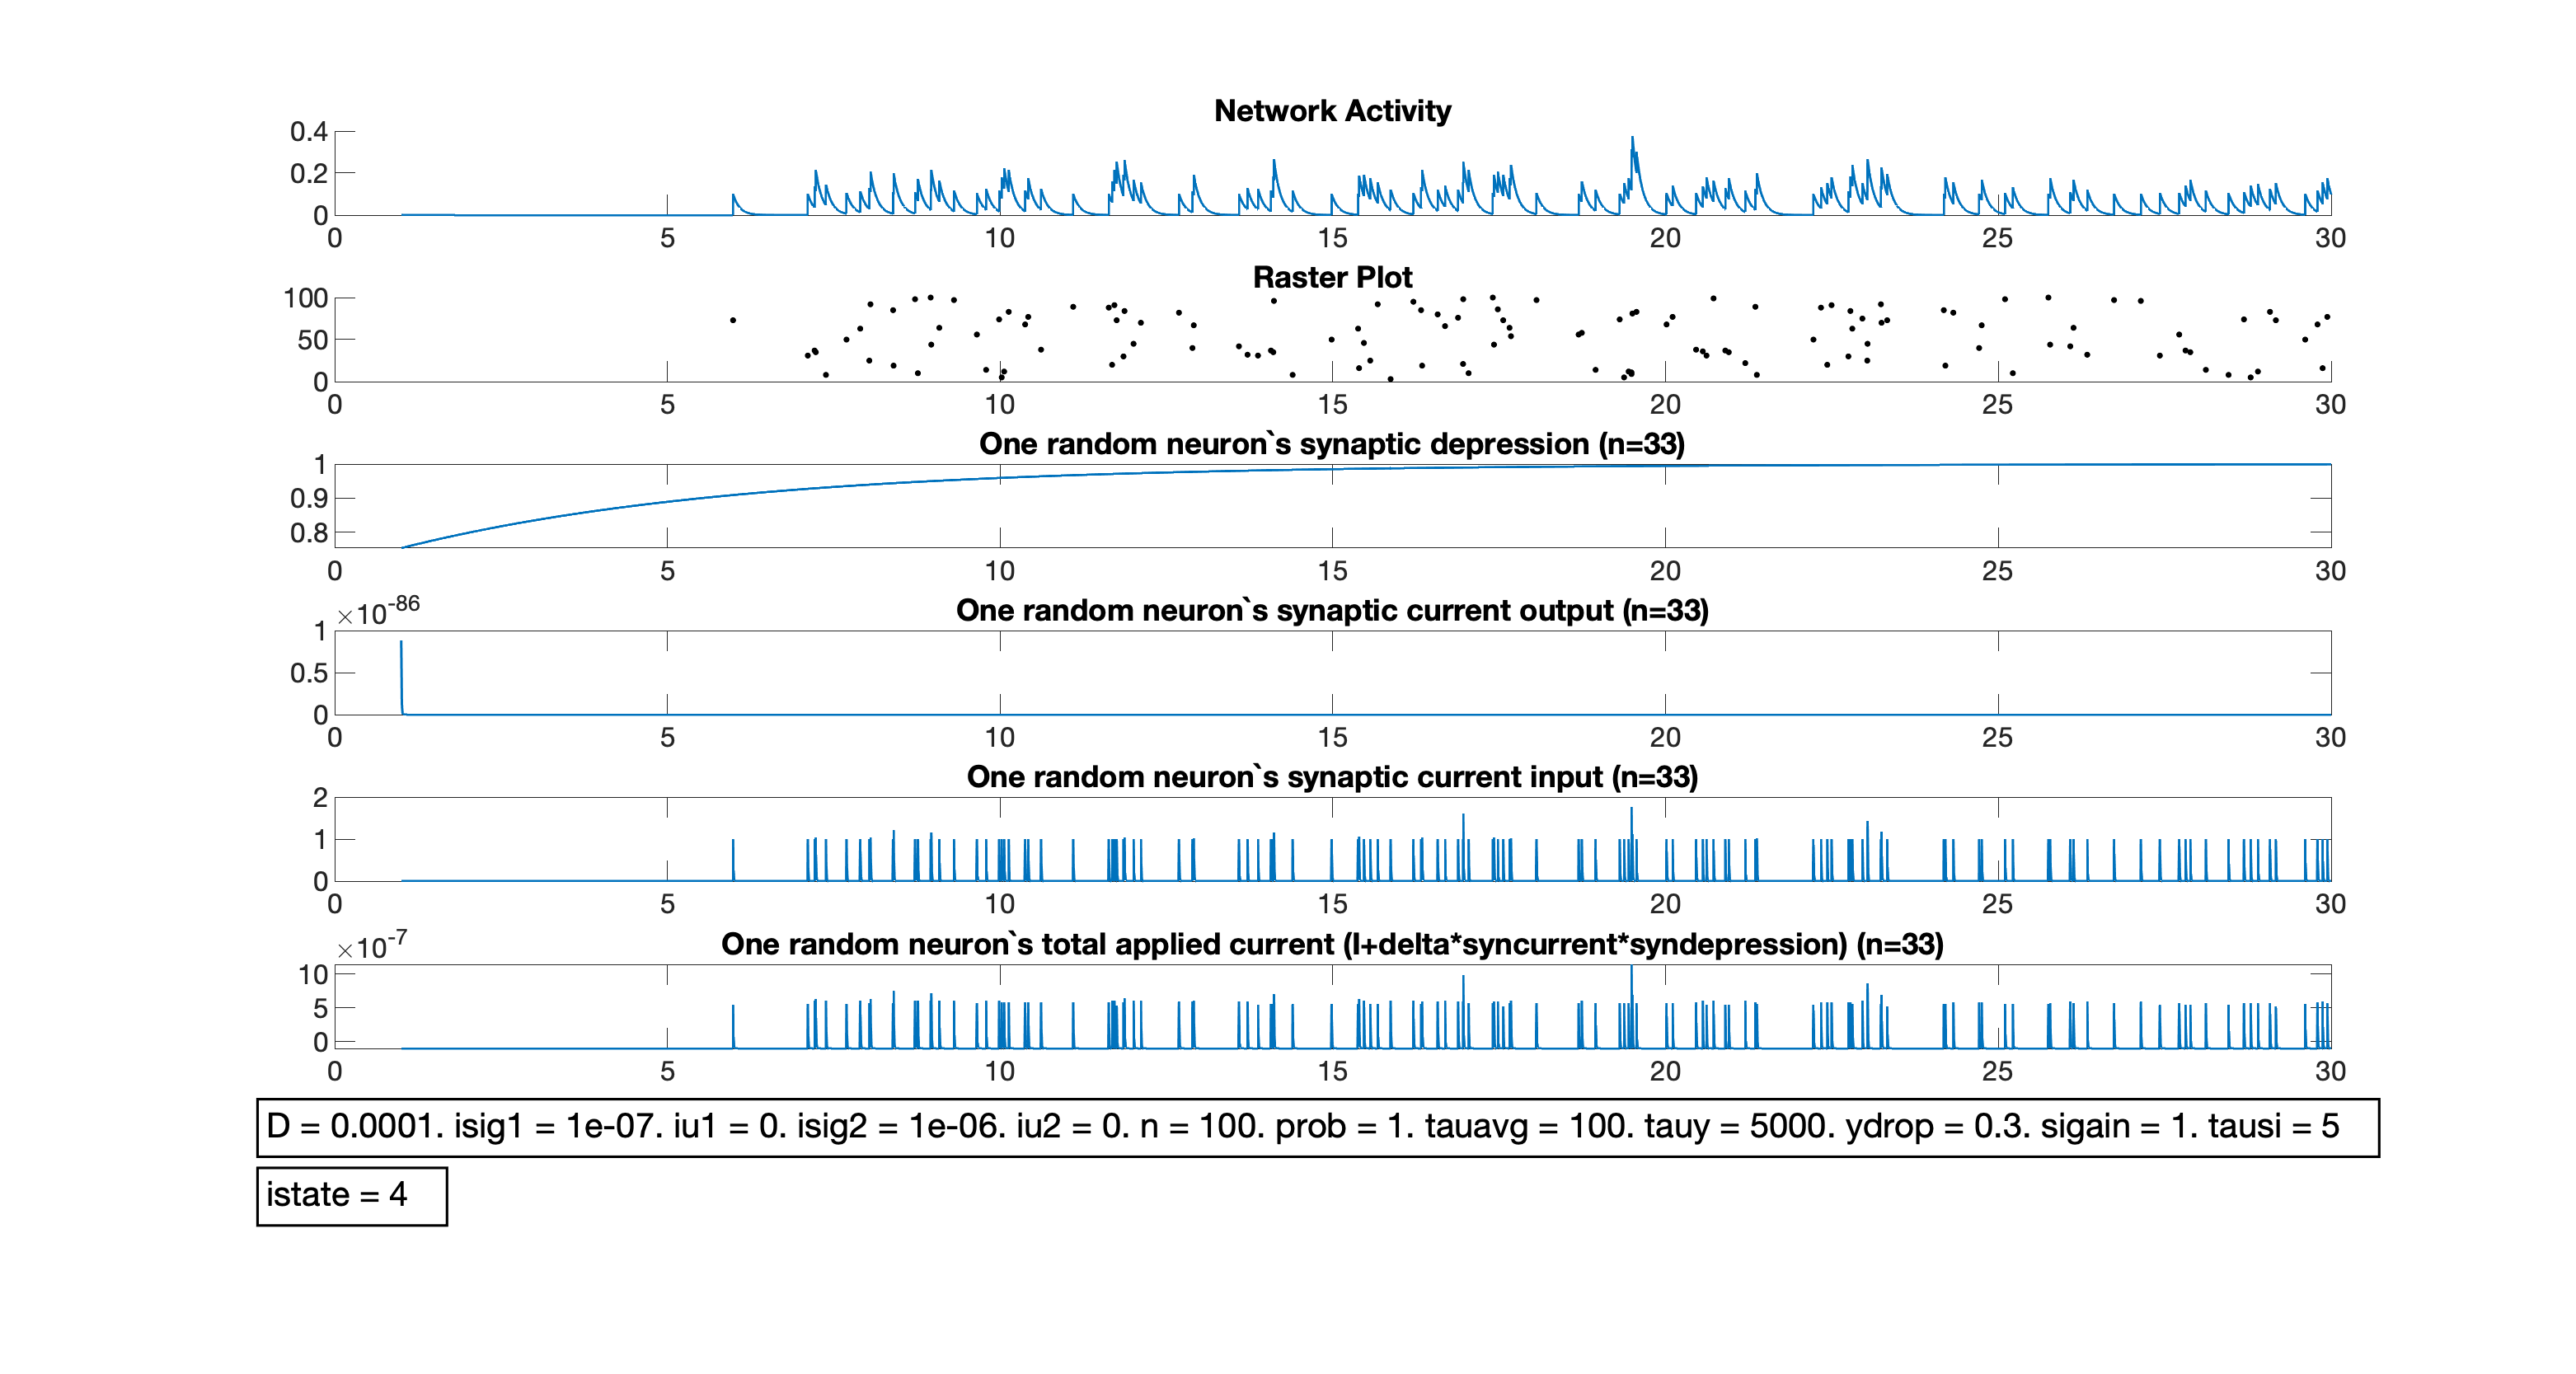 Network Activity
0.4
0.2
0
0 5 10 15 20 25 30
Raster Plot
100
50
0
0 5 10 15 20 25 30
One random neuron`s synaptic depression (n=33)
1
0.9
0.8
0 5 10 15 20 25 30
×10-86
One random neuron`s synaptic current output (n=33)
1
0.5
0
0 5 10 15 20 25 30
One random neuron`s synaptic current input (n=33)
2
1
0
0 5 10 15 20 25 30
×10-7
One random neuron`s total applied current (I+delta*syncurrent*syndepression) (n=33)
10
5
0
0 5 10 15 20 25 30
D = 0.0001. isig1 = 1e-07. iu1 = 0. isig2 = 1e-06. iu2 = 0. n = 100. prob = 1. tauavg = 100. tauy = 5000. ydrop = 0.3. sigain = 1. tausi = 5
istate = 4